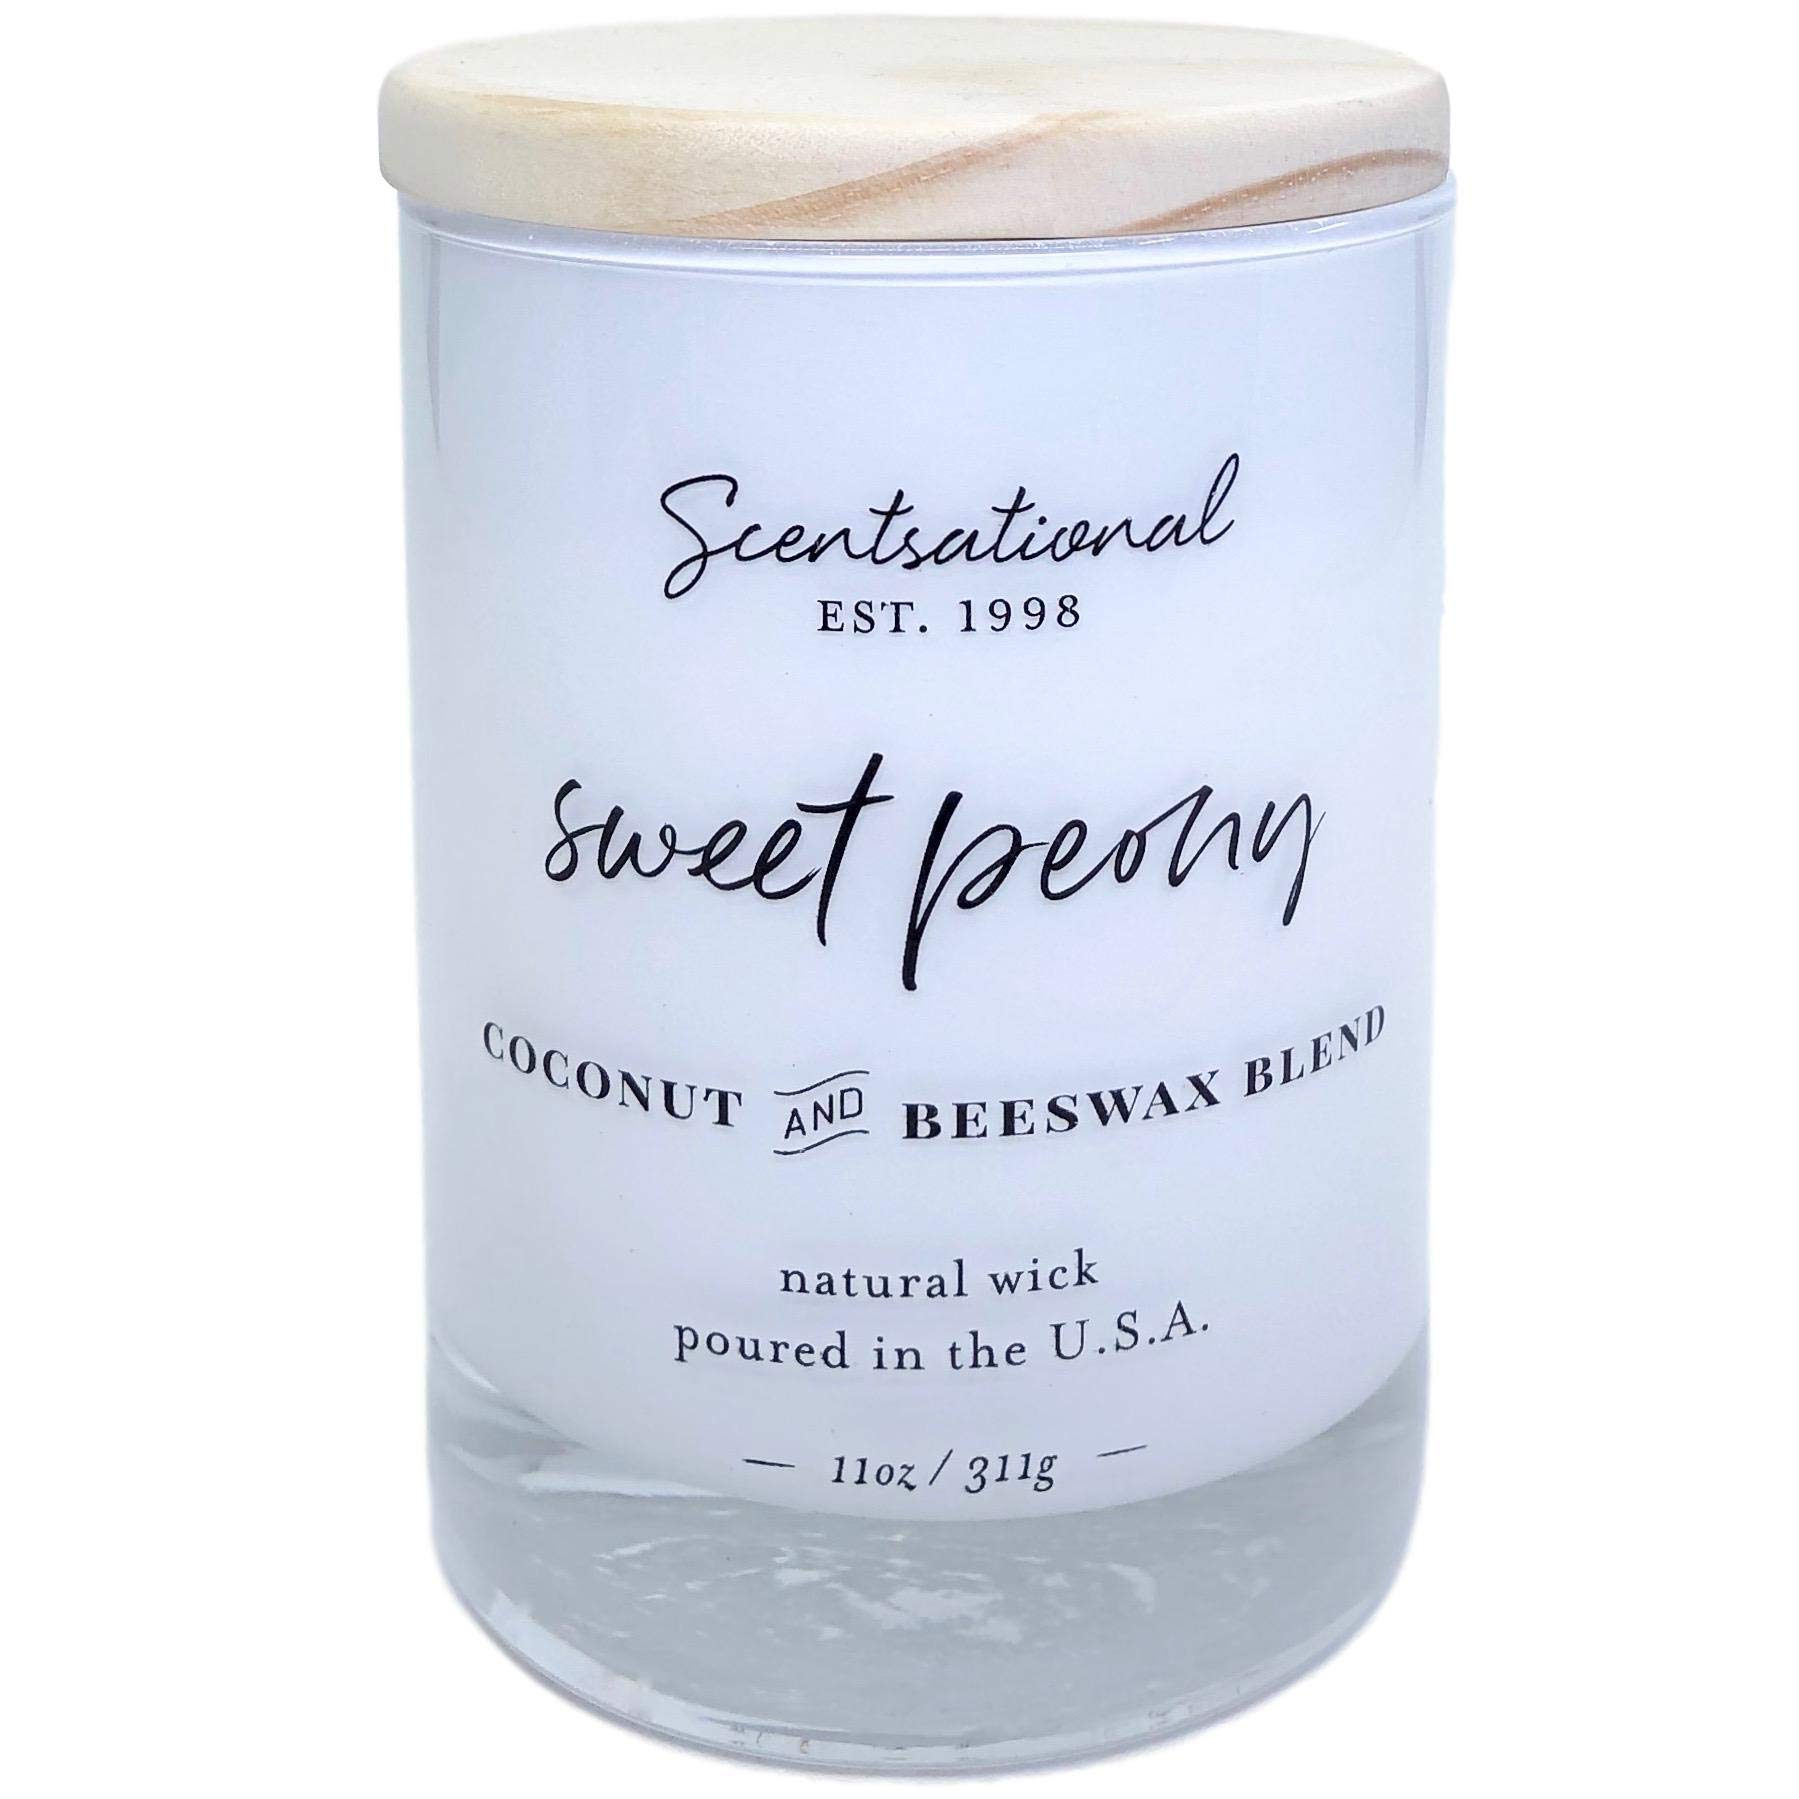 Scentsational
EST. 1998
sweet peony
COCONUT AND BEESWAX BLEND
natural wick
poured in the U.S.A.
— 11oz / 311g —